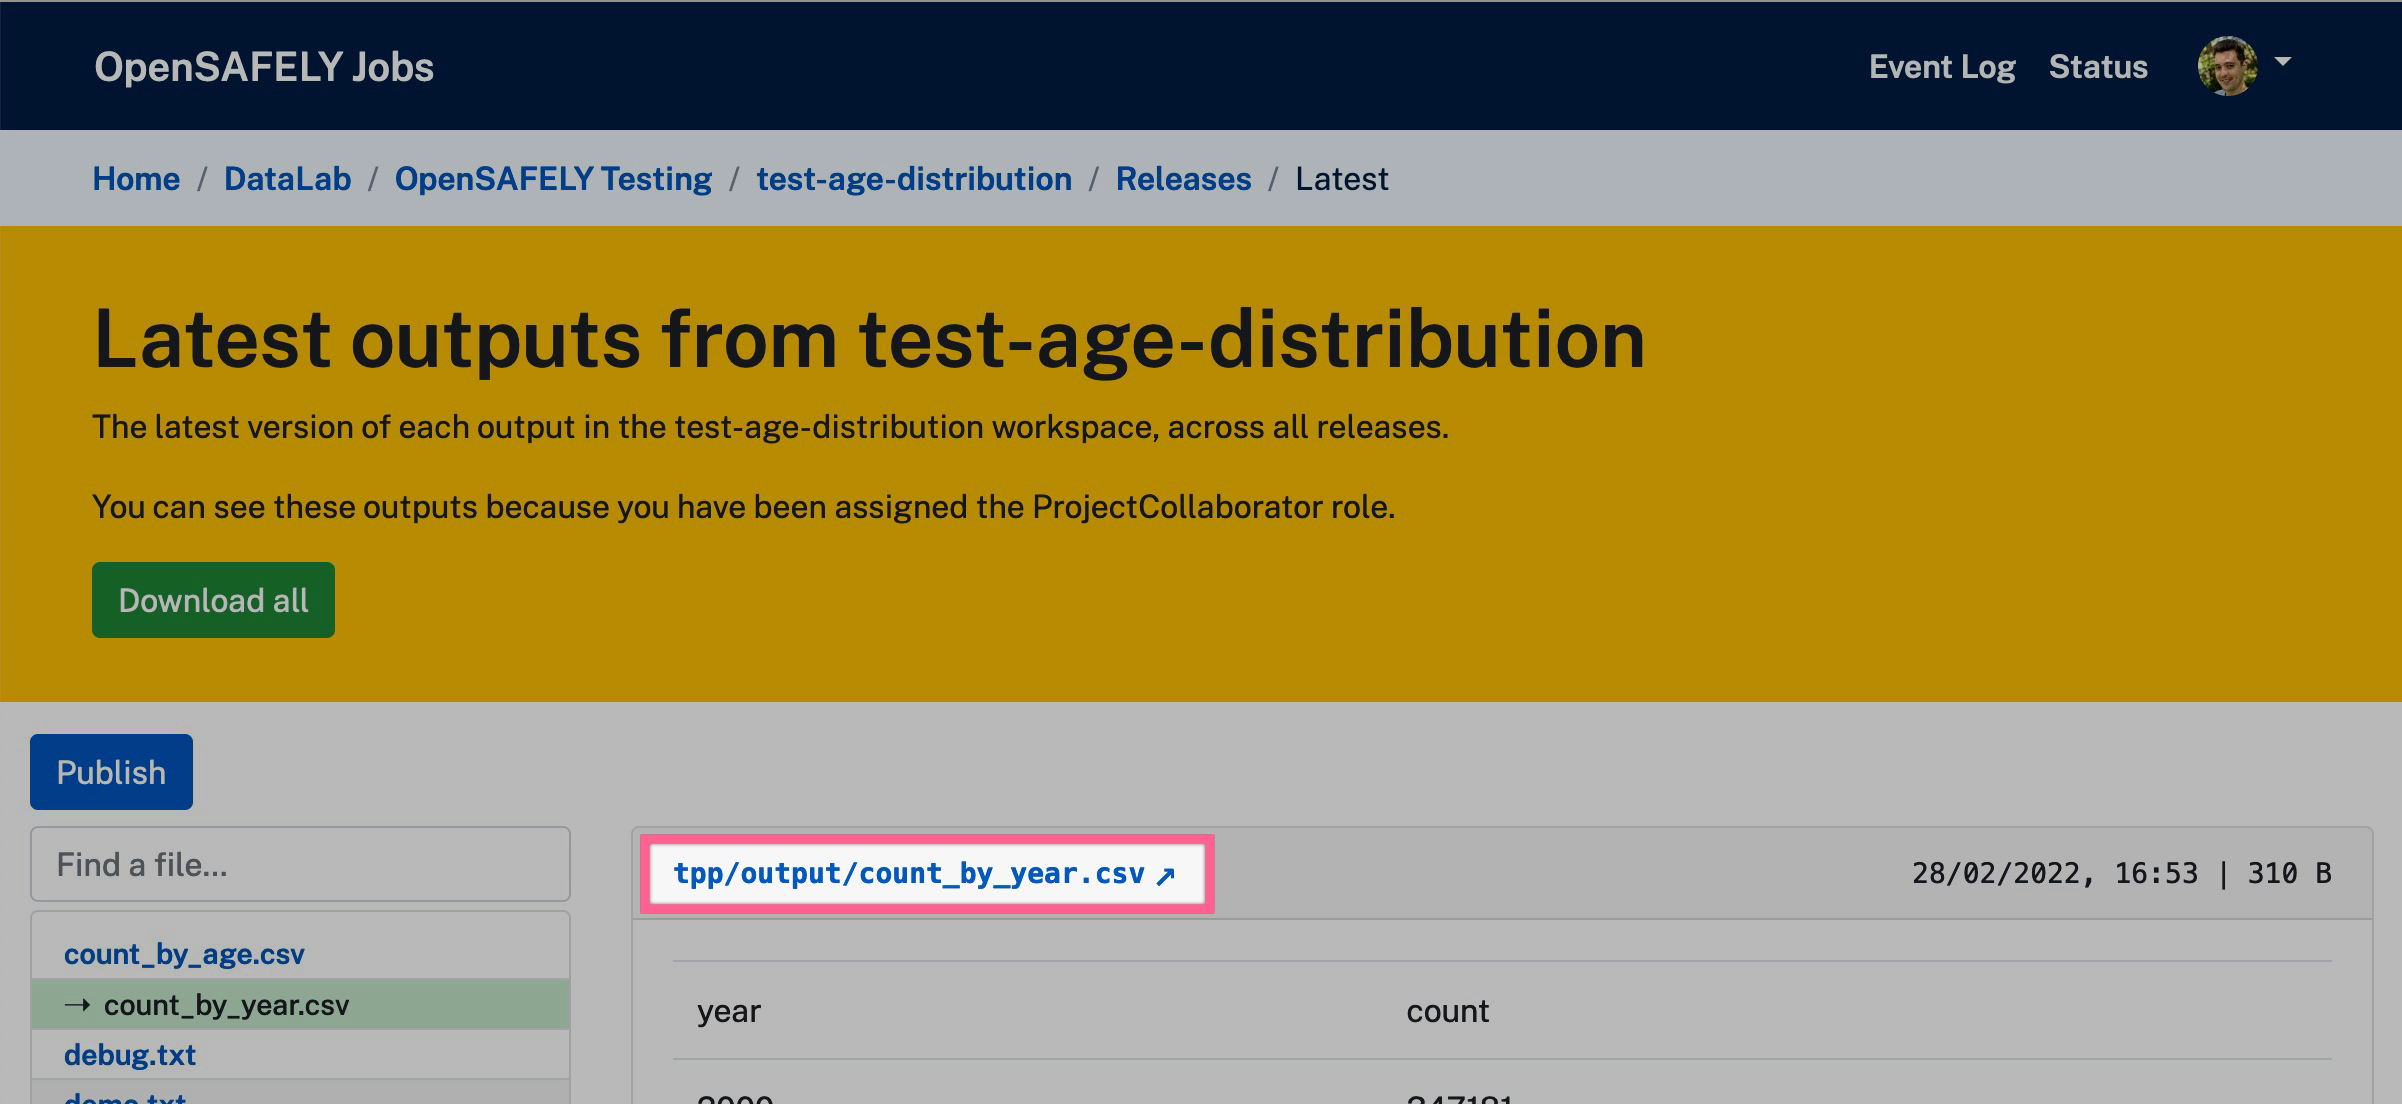 OpenSAFELY Jobs
Event Log Status
Home / DataLab / OpenSAFELY Testing / test-age-distribution / Releases / Latest
Latest outputs from test-age-distribution
The latest version of each output in the test-age-distribution workspace, across all releases.
You can see these outputs because you have been assigned the ProjectCollaborator role.
Download all
Publish
Find a file...
count_by_age.csv
→ count_by_year.csv
debug.txt
demo.txt
tpp/output/count_by_year.csv ↗
28/02/2022, 16:53 | 310 B
year count